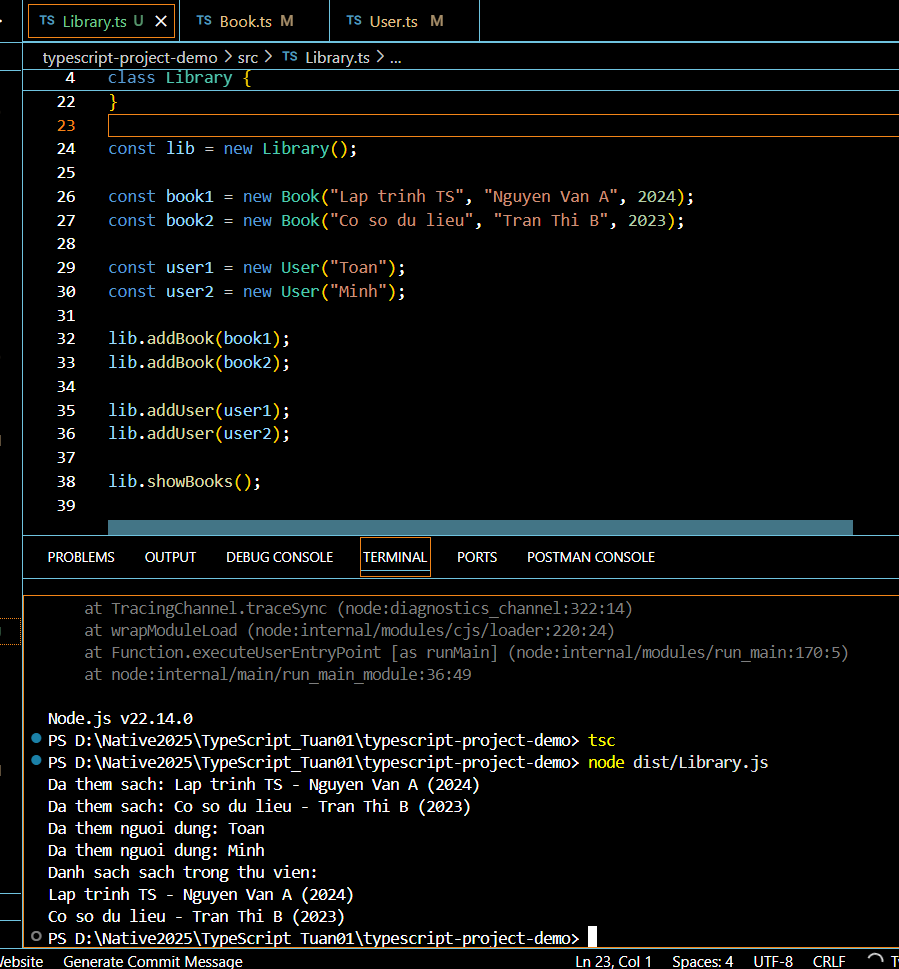 TS Library.ts U X TS Book.ts M TS User.ts M
typescript-project-demo > src > TS Library.ts > ...
4 class Library {
22 }
23
24 const lib = new Library();
25
26 const book1 = new Book("Lap trinh TS", "Nguyen Van A", 2024);
27 const book2 = new Book("Co so du lieu", "Tran Thi B", 2023);
28
29 const user1 = new User("Toan");
30 const user2 = new User("Minh");
31
32 lib.addBook(book1);
33 lib.addBook(book2);
34
35 lib.addUser(user1);
36 lib.addUser(user2);
37
38 lib.showBooks();
39
PROBLEMS OUTPUT DEBUG CONSOLE TERMINAL PORTS POSTMAN CONSOLE
at TracingChannel.traceSync (node:diagnostics_channel:322:14)
at wrapModuleLoad (node:internal/modules/cjs/loader:220:24)
at Function.executeUserEntryPoint [as runMain] (node:internal/modules/run_main:170:5)
at node:internal/main/run_main_module:36:49
Node.js v22.14.0
PS D:\Native2025\TypeScript_Tuan01\typescript-project-demo> tsc
PS D:\Native2025\TypeScript_Tuan01\typescript-project-demo> node dist/Library.js
Da them sach: Lap trinh TS - Nguyen Van A (2024)
Da them sach: Co so du lieu - Tran Thi B (2023)
Da them nguoi dung: Toan
Da them nguoi dung: Minh
Danh sach sach trong thu vien:
Lap trinh TS - Nguyen Van A (2024)
Co so du lieu - Tran Thi B (2023)
PS D:\Native2025\TypeScript_Tuan01\typescript-project-demo>
Generate Commit Message Ln 23, Col 1 Spaces: 4 UTF-8 CRLF